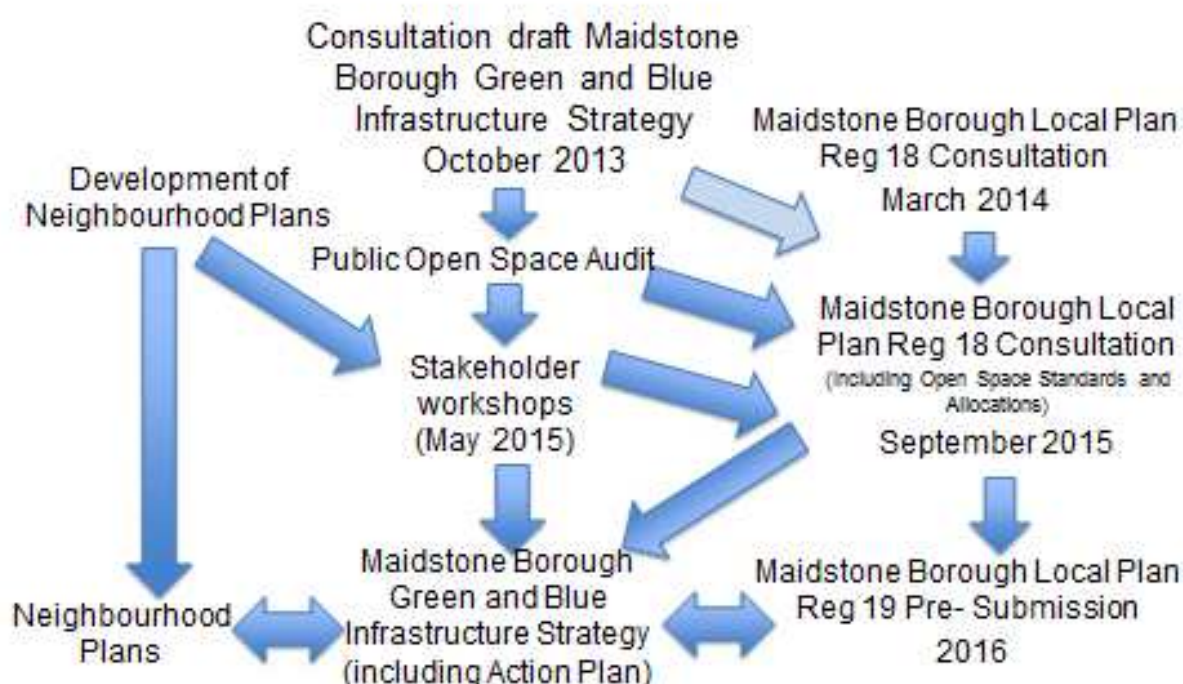 Consultation draft Maidstone
Borough Green and Blue
Infrastructure Strategy
October 2013
Maidstone Borough Local Plan
Reg 18 Consultation
March 2014
Development of
Neighbourhood Plans
Public Open Space Audit
Maidstone Borough Local
Plan Reg 18 Consultation
(including Open Space Standards and
Allocations)
September 2015
Stakeholder
workshops
(May 2015)
Maidstone Borough
Green and Blue
Infrastructure Strategy
(including Action Plan)
Neighbourhood
Plans
Maidstone Borough Local Plan
Reg 19 Pre- Submission
2016